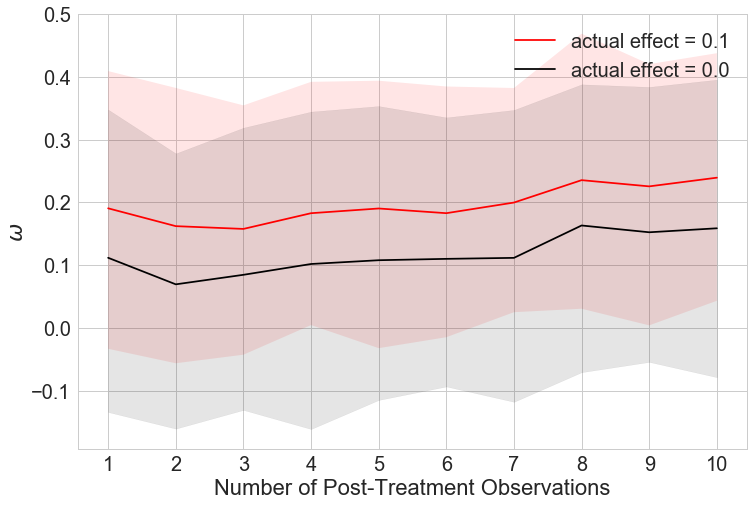 0.5
0.4
0.3
0.2
0.1
0.0
−0.1
ω
actual effect = 0.1
actual effect = 0.0
1 2 3 4 5 6 7 8 9 10
Number of Post-Treatment Observations